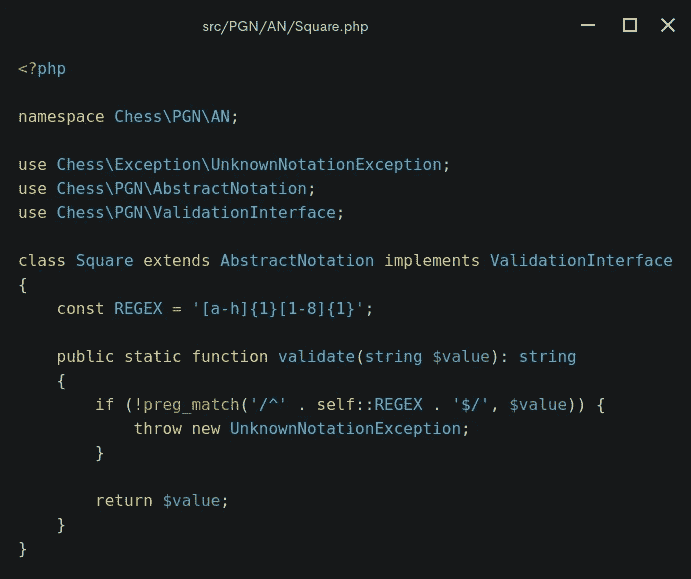 src/PGN/AN/Square.php
<?php
namespace Chess\PGN\AN;
use Chess\Exception\UnknownNotationException;
use Chess\PGN\AbstractNotation;
use Chess\PGN\ValidationInterface;
class Square extends AbstractNotation implements ValidationInterface
{
    const REGEX = '[a-h]{1}[1-8]{1}';
    public static function validate(string $value): string
    {
        if (!preg_match('/^' . self::REGEX . '$/', $value)) {
            throw new UnknownNotationException;
        }
        return $value;
    }
}